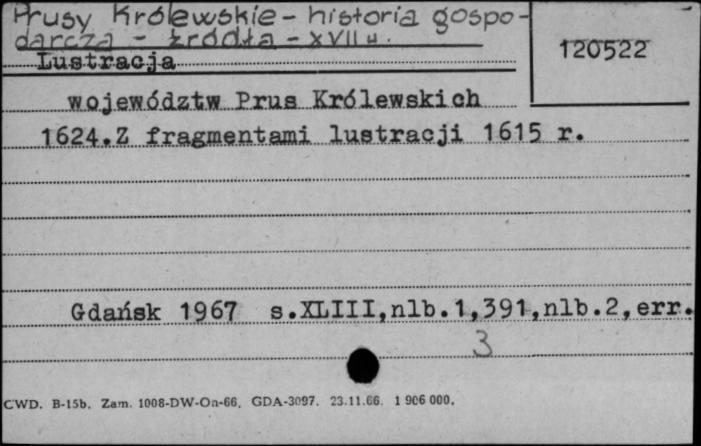 Prusy Królewskie - historia gospo-
darcza - źródła - XVII w.
120522
Lustracja
województw Prus Królewskich
1624.Z fragmentami lustracji 1615 r.
Gdańsk 1967 s.XLIII,nlb.1,391,nlb.2,err.
3
CWD. B-15b. Zam. 1008-DW-Oa-66. GDA-3097. 23.11.66. 1 906 000.